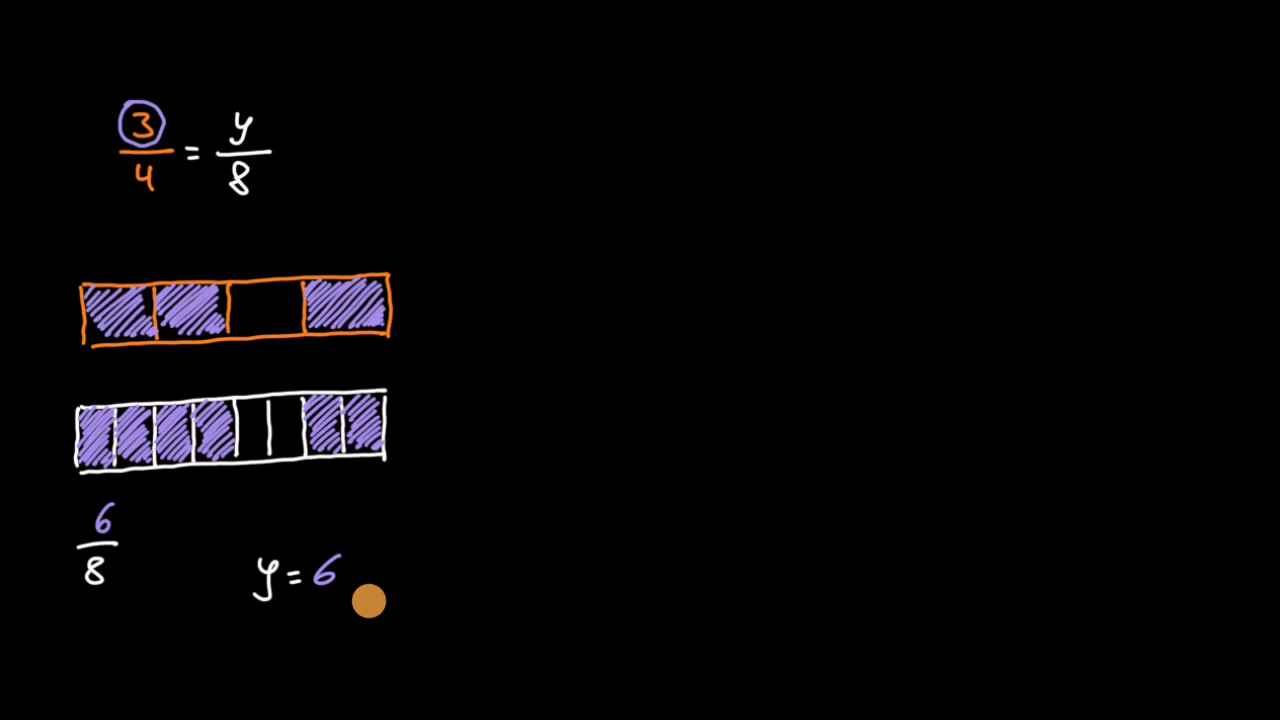 3/4 = y/8
6/8
y = 6